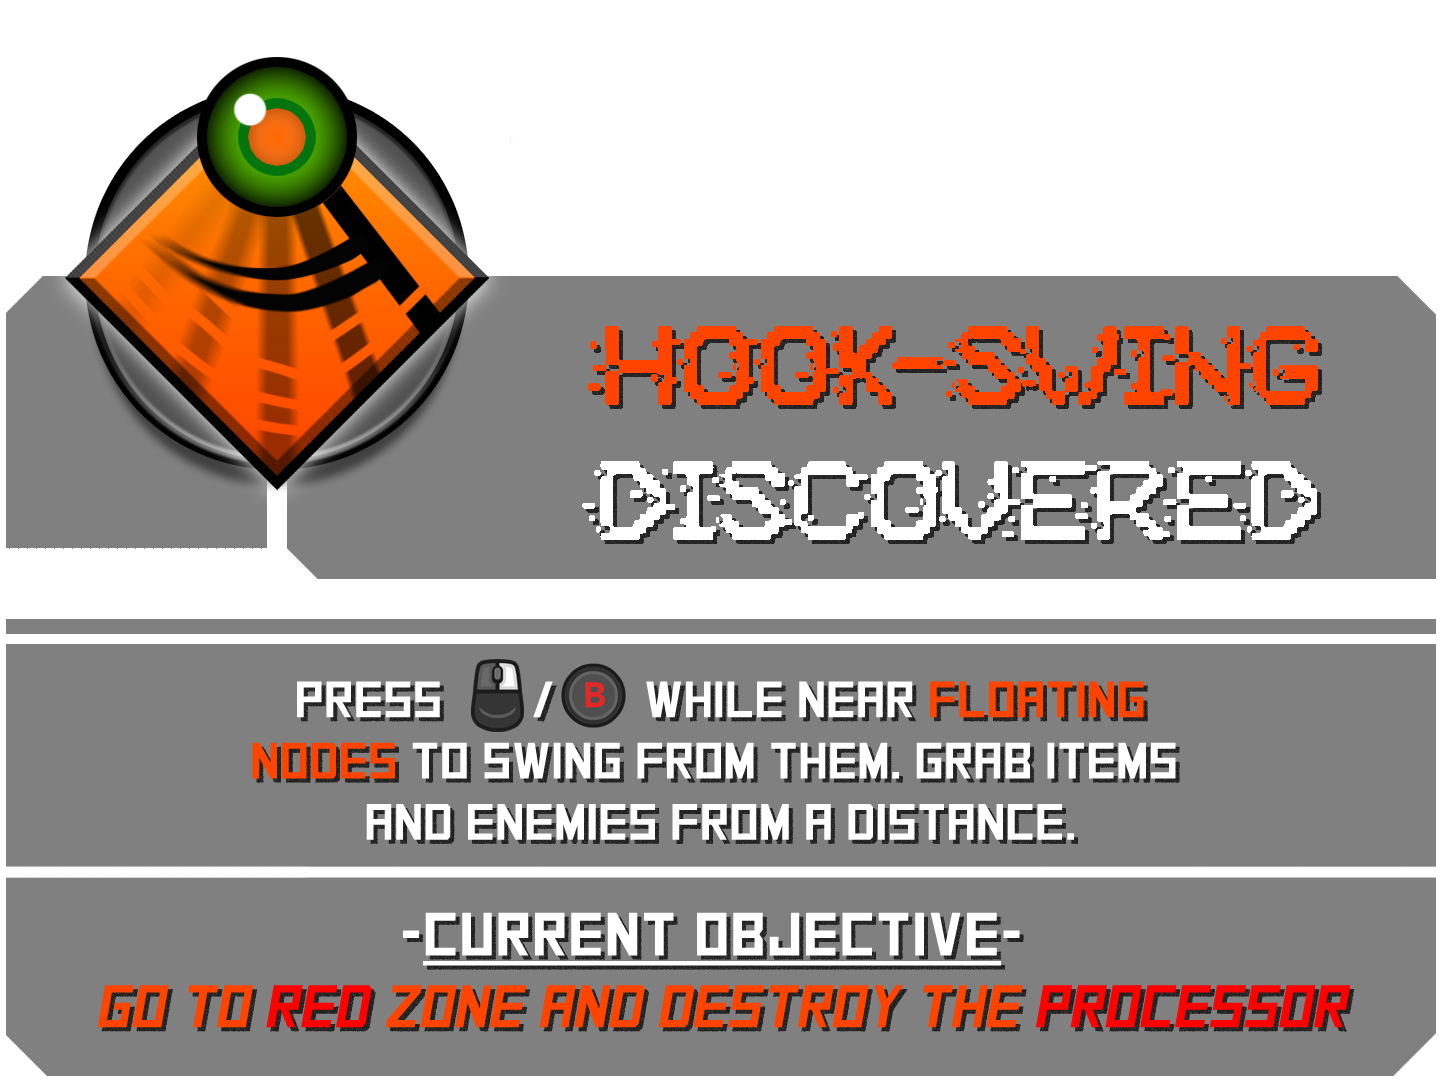 HOOK-SWING
DISCOVERED
PRESS / B WHILE NEAR FLOATING
NODES TO SWING FROM THEM. GRAB ITEMS
AND ENEMIES FROM A DISTANCE.
-CURRENT OBJECTIVE-
GO TO RED ZONE AND DESTROY THE PROCESSOR